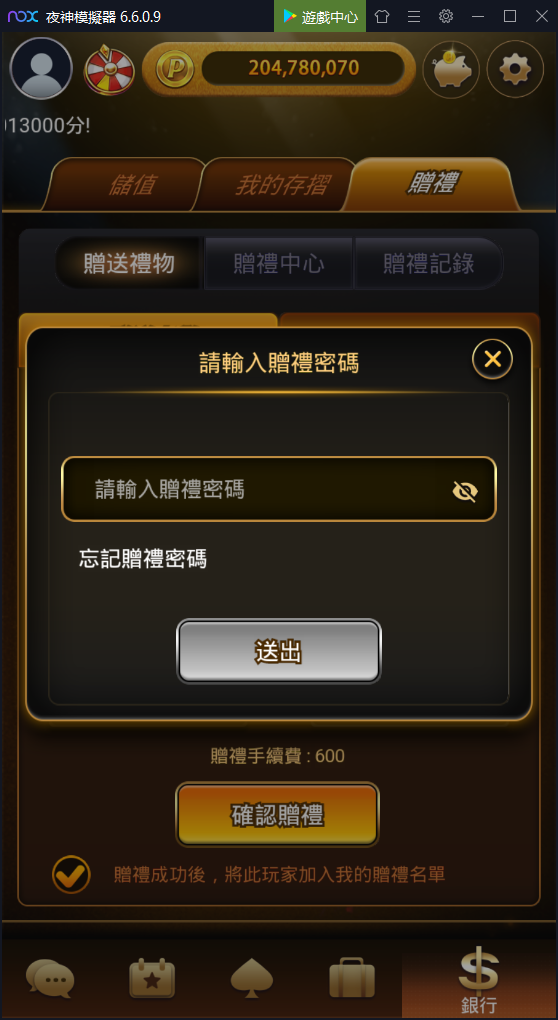 nox 夜神模擬器 6.6.0.9
遊戲中心
P 204,780,070
013000分!
儲值 我的存摺 贈禮
贈送禮物 贈禮中心 贈禮記錄
請輸入贈禮密碼
請輸入贈禮密碼
忘記贈禮密碼
送出
贈禮手續費 : 600
確認贈禮
贈禮成功後，將此玩家加入我的贈禮名單
$
銀行